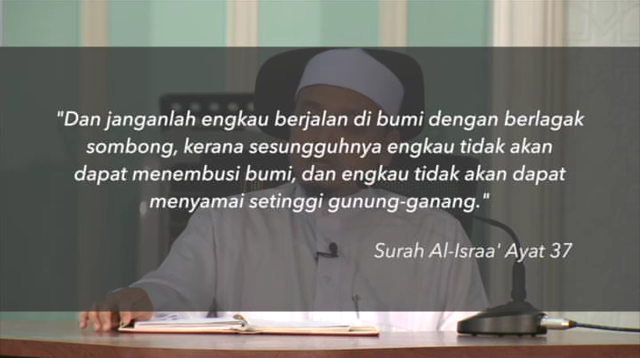 "Dan janganlah engkau berjalan di bumi dengan berlagak
sombong, kerana sesungguhnya engkau tidak akan
dapat menembusi bumi, dan engkau tidak akan dapat
menyamai setinggi gunung-ganang."
Surah Al-Israa' Ayat 37